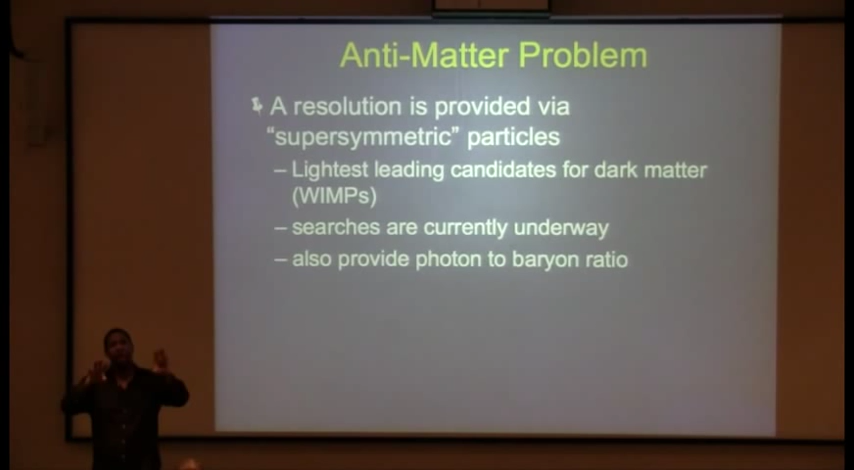 Anti-Matter Problem
A resolution is provided via
“supersymmetric” particles
– Lightest leading candidates for dark matter
(WIMPs)
– searches are currently underway
– also provide photon to baryon ratio